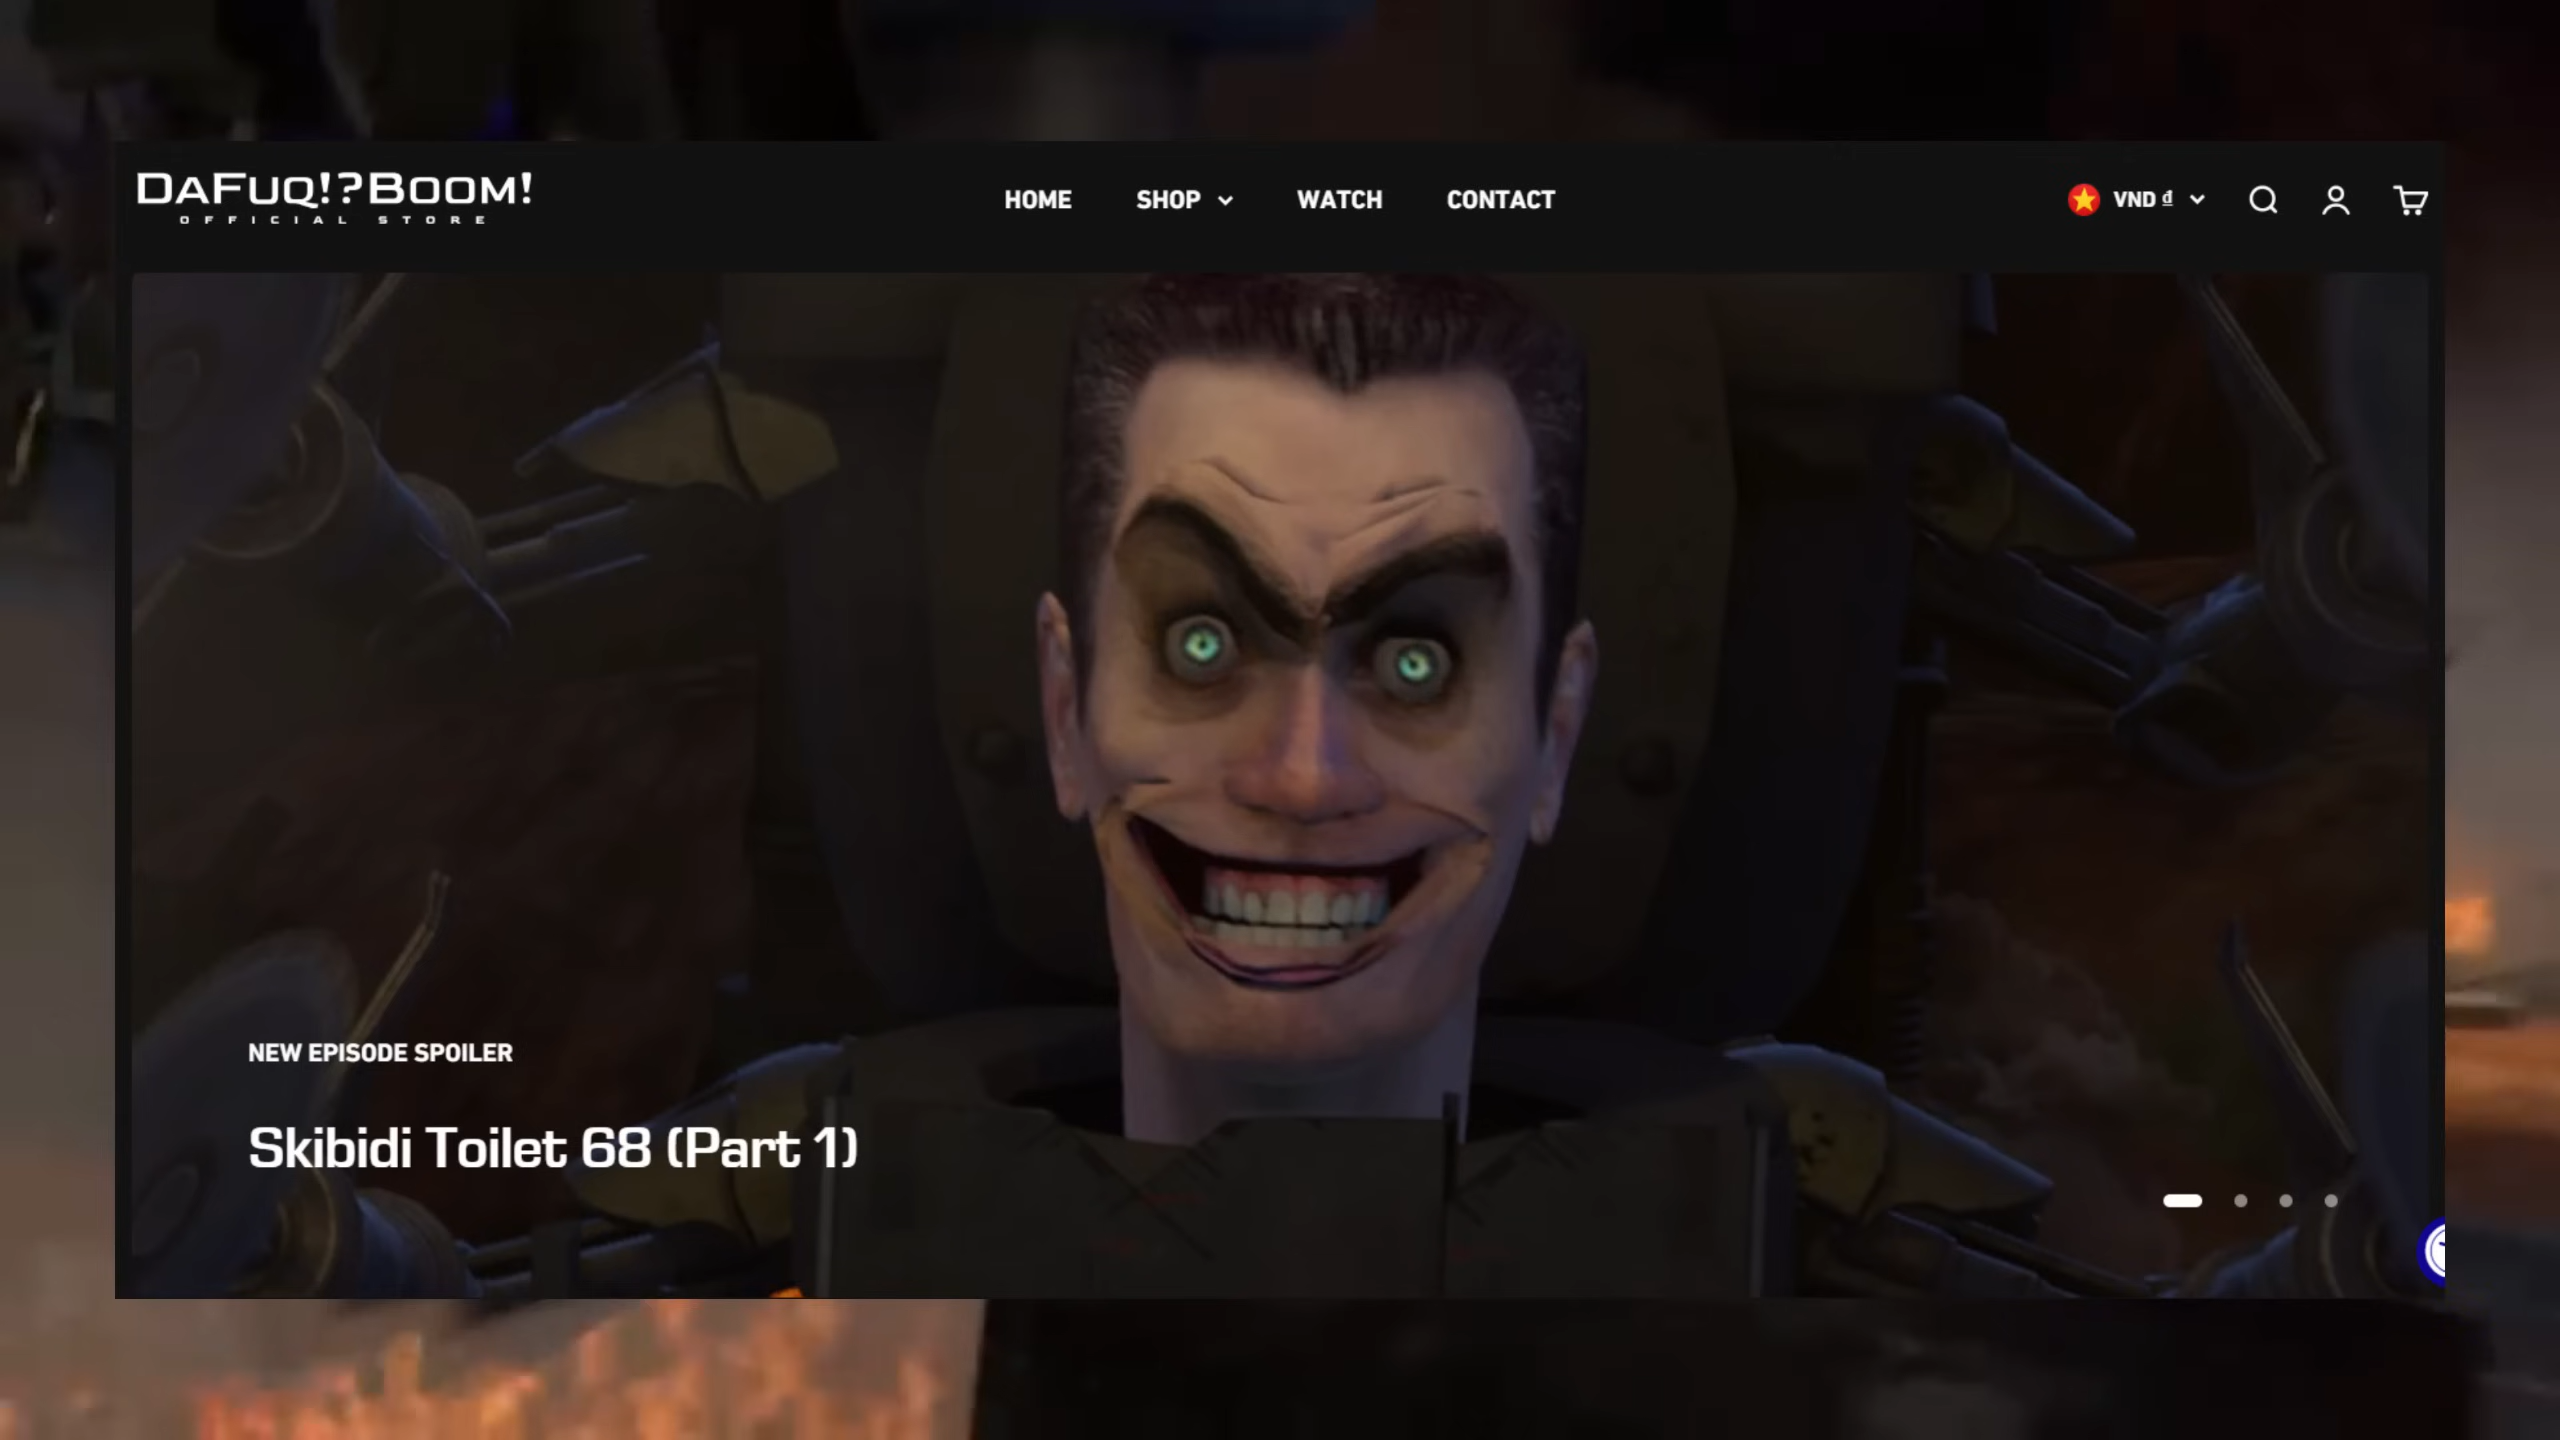 DaFuq!?Boom!
OFFICIAL STORE
HOME
SHOP
WATCH
CONTACT
VND ₫
NEW EPISODE SPOILER
Skibidi Toilet 68 (Part 1)